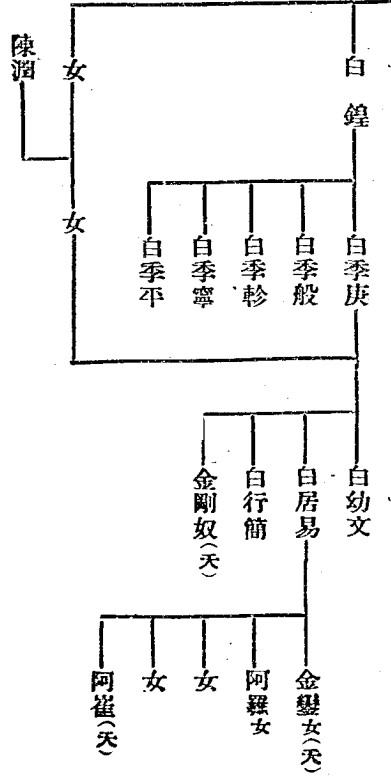 白鍠
女
陳潤
白季庚
白季般
白季軫
白季寧
白季平
女
白幼文
白居易
白行簡
金剛奴(夭)
金鑾女(夭)
阿羅女
女
女
阿崔(夭)